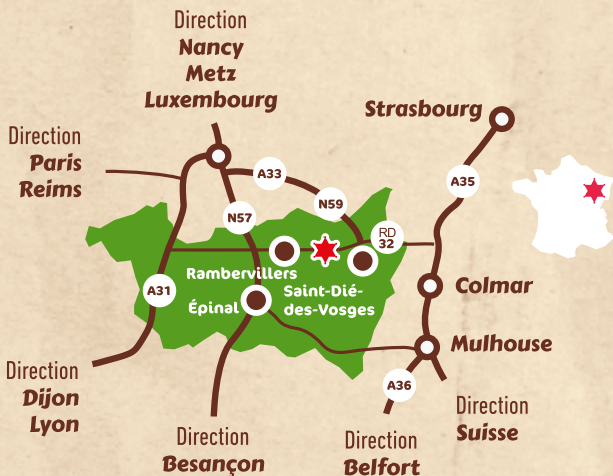 Direction
Nancy
Metz
Luxembourg
Strasbourg
Direction
Paris
Reims
A33
A35
N59
N57
RD
32
Rambervillers
A31
Saint-Dié-
des-Vosges
Épinal
Colmar
Mulhouse
A36
Direction
Dijon
Lyon
Direction
Suisse
Direction
Besançon
Direction
Belfort